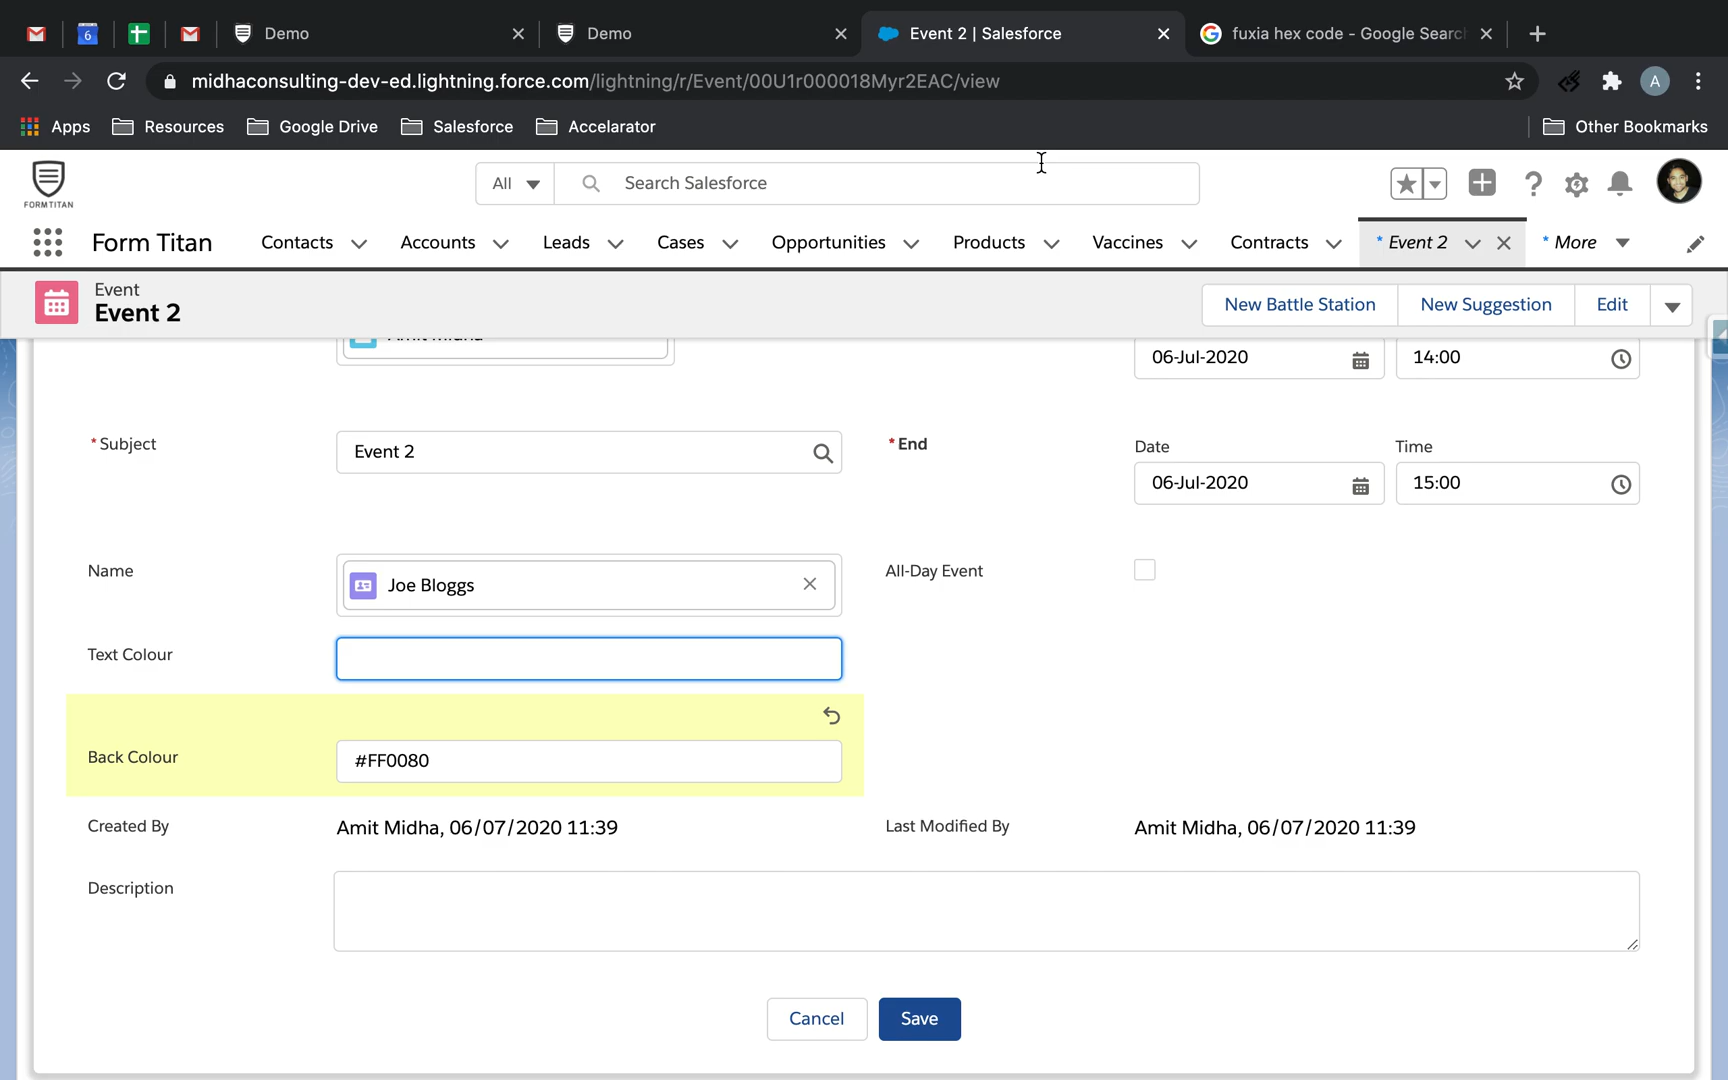 Demo
Demo
Event 2 | Salesforce
fuxia hex code - Google Searc
midhaconsulting-dev-ed.lightning.force.com/lightning/r/Event/00U1r000018Myr2EAC/view
A
Apps
Resources
Google Drive
Salesforce
Accelarator
Other Bookmarks
FORMTITAN
All
Search Salesforce
Form Titan
Contacts
Accounts
Leads
Cases
Opportunities
Products
Vaccines
Contracts
* Event 2
* More
Event
Event 2
New Battle Station
New Suggestion
Edit
06-Jul-2020
14:00
* Subject
Event 2
* End
Date
Time
06-Jul-2020
15:00
Name
Joe Bloggs
All-Day Event
Text Colour
Back Colour
#FF0080
Created By
Amit Midha, 06/07/2020 11:39
Last Modified By
Amit Midha, 06/07/2020 11:39
Description
Cancel
Save